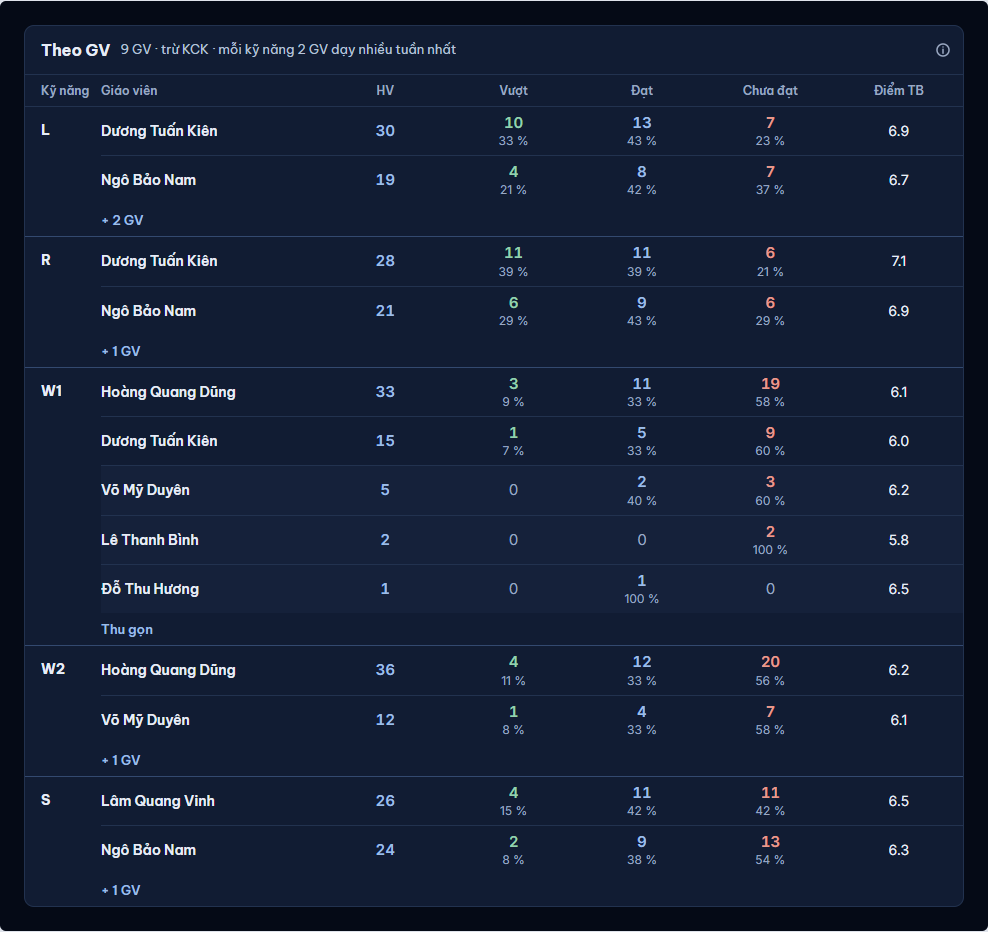 Theo GV 9 GV · trừ KCK · mỗi kỹ năng 2 GV dạy nhiều tuần nhất
Kỹ năng Giáo viên HV Vượt Đạt Chưa đạt Điểm TB
L Dương Tuấn Kiên 30 10 13 7 6.9
33 % 43 % 23 %
Ngô Bảo Nam 19 4 8 7 6.7
21 % 42 % 37 %
+ 2 GV
R Dương Tuấn Kiên 28 11 11 6 7.1
39 % 39 % 21 %
Ngô Bảo Nam 21 6 9 6 6.9
29 % 43 % 29 %
+ 1 GV
W1 Hoàng Quang Dũng 33 3 11 19 6.1
9 % 33 % 58 %
Dương Tuấn Kiên 15 1 5 9 6.0
7 % 33 % 60 %
Võ Mỹ Duyên 5 0 2 3 6.2
40 % 60 %
Lê Thanh Bình 2 0 0 2 5.8
100 %
Đỗ Thu Hương 1 0 1 0 6.5
100 %
Thu gọn
W2 Hoàng Quang Dũng 36 4 12 20 6.2
11 % 33 % 56 %
Võ Mỹ Duyên 12 1 4 7 6.1
8 % 33 % 58 %
+ 1 GV
S Lâm Quang Vinh 26 4 11 11 6.5
15 % 42 % 42 %
Ngô Bảo Nam 24 2 9 13 6.3
8 % 38 % 54 %
+ 1 GV